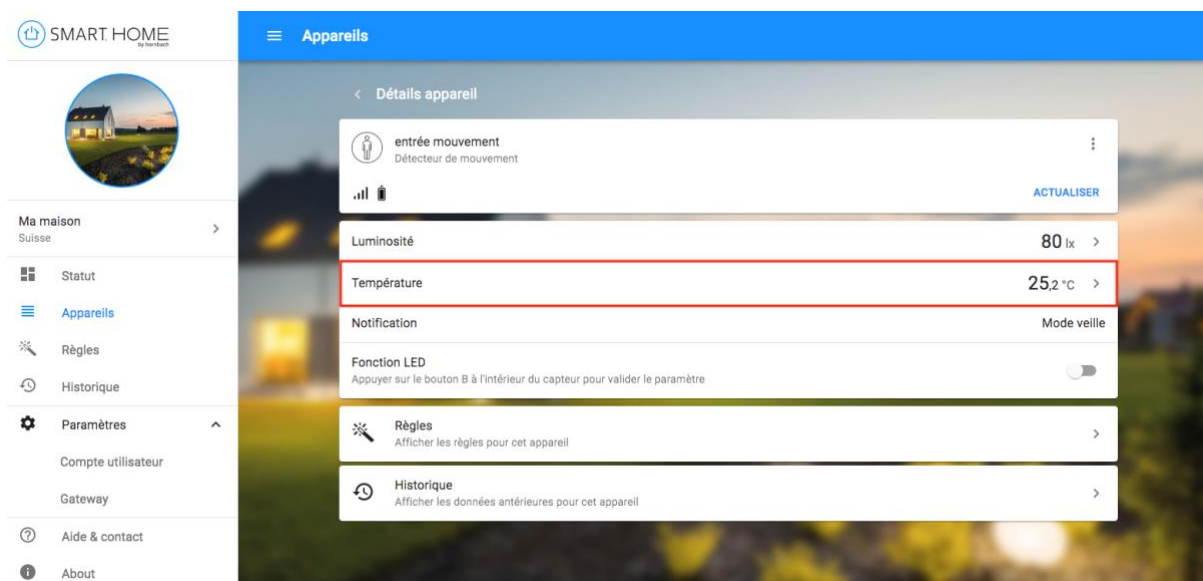 SMART HOME
by hornbach
Appareils
Ma maison
Suisse
Statut
Appareils
Règles
Historique
Paramètres
Compte utilisateur
Gateway
Aide & contact
About
Détails appareil
entrée mouvement
Détecteur de mouvement
ACTUALISER
Luminosité 80 lx
Température 25,2 °C
Notification Mode veille
Fonction LED
Appuyer sur le bouton B à l'intérieur du capteur pour valider le paramètre
Règles
Afficher les règles pour cet appareil
Historique
Afficher les données antérieures pour cet appareil